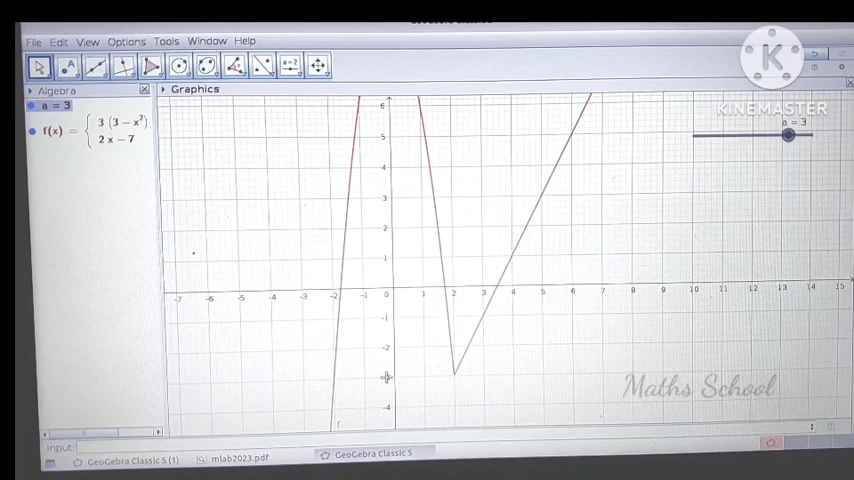 File Edit View Options Tools Window Help
K
KINEMASTER
A
a=2
Algebra
Graphics
a = 3
f(x) = { 3 (3 − x²)
2 x − 7
a = 3
6
5
4
3
2
1
-7 -6 -5 -4 -3 -2 -1 0 1 2 3 4 5 6 7 8 9 10 11 12 13 14 15
-1
-2
-4
f
Maths School
Input:
GeoGebra Classic 5 (1)
mlab2023.pdf
GeoGebra Classic 5